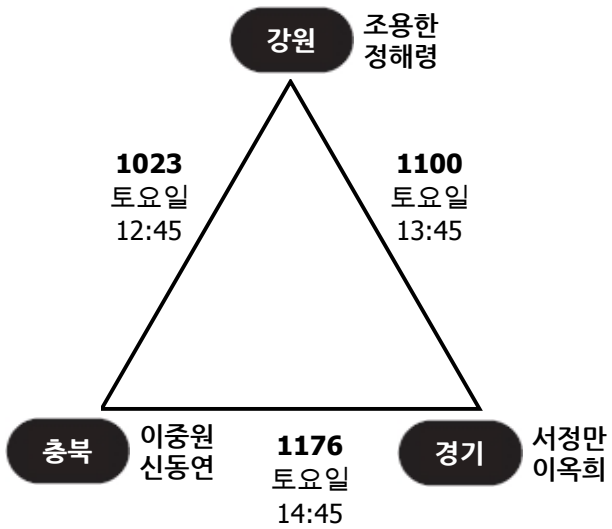 강원
조용한
정해령
1023
토요일
12:45
1100
토요일
13:45
충북
이중원
신동연
1176
토요일
14:45
경기
서정만
이옥희